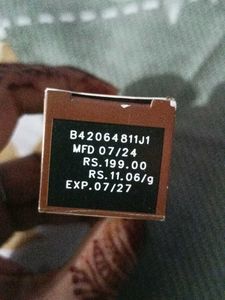 B42064811J1
MFD 07/24
RS.199.00
RS.11.06/g
EXP.07/27